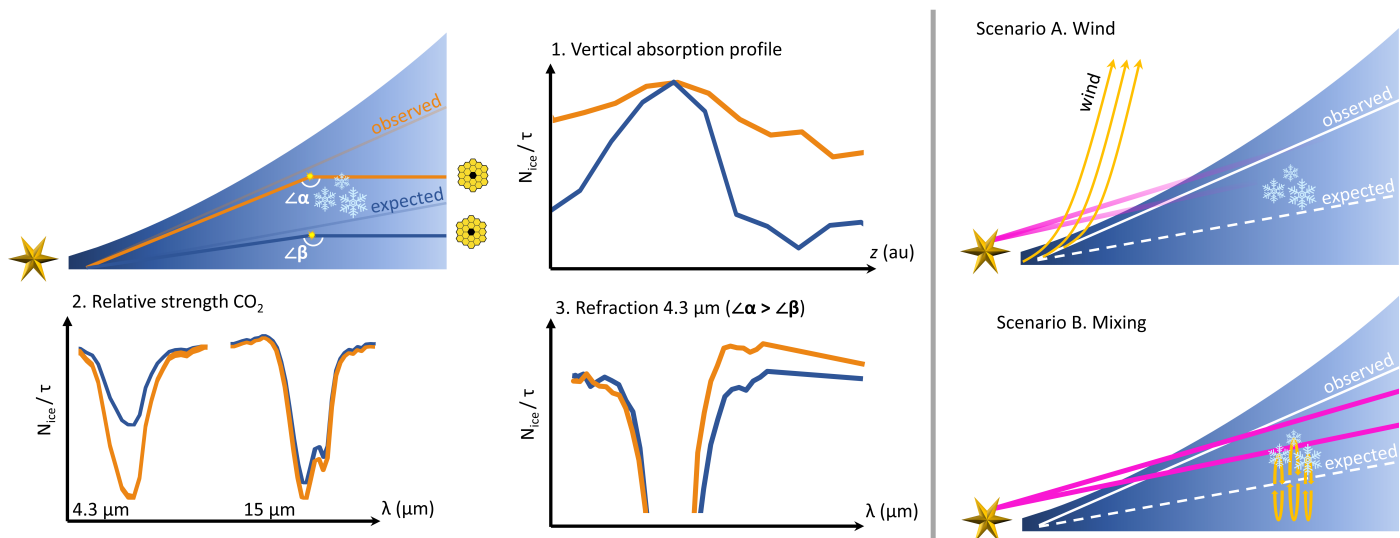 observed
∠α
expected
∠β
1. Vertical absorption profile
N_ice / τ
z (au)
2. Relative strength CO₂
N_ice / τ
4.3 μm
15 μm
λ (μm)
3. Refraction 4.3 μm (∠α > ∠β)
N_ice / τ
λ (μm)
Scenario A. Wind
wind
observed
expected
Scenario B. Mixing
observed
expected